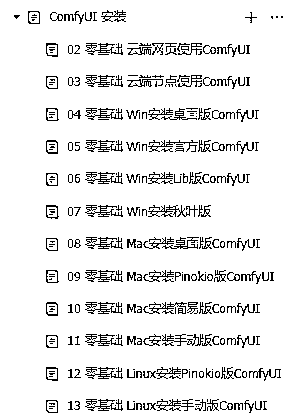 ComfyUI 安装
02 零基础 云端网页使用ComfyUI
03 零基础 云端节点使用ComfyUI
04 零基础 Win安装桌面版ComfyUI
05 零基础 Win安装官方版ComfyUI
06 零基础 Win安装Lib版ComfyUI
07 零基础 Win安装秋叶版
08 零基础 Mac安装桌面版ComfyUI
09 零基础 Mac安装Pinokio版ComfyUI
10 零基础 Mac安装简易版ComfyUI
11 零基础 Mac安装手动版ComfyUI
12 零基础 Linux安装Pinokio版ComfyUI
13 零基础 Linux安装手动版ComfyUI